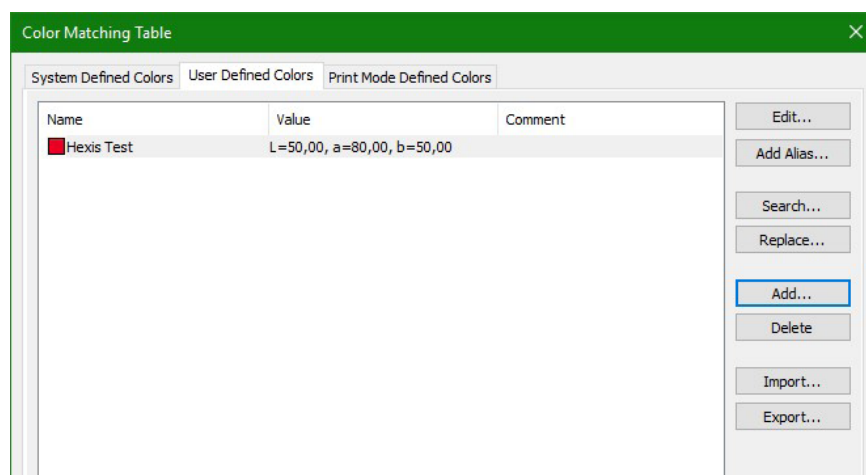 Color Matching Table
System Defined Colors User Defined Colors Print Mode Defined Colors
Name Value Comment
Hexis Test L=50,00, a=80,00, b=50,00
Edit...
Add Alias...
Search...
Replace...
Add...
Delete
Import...
Export...